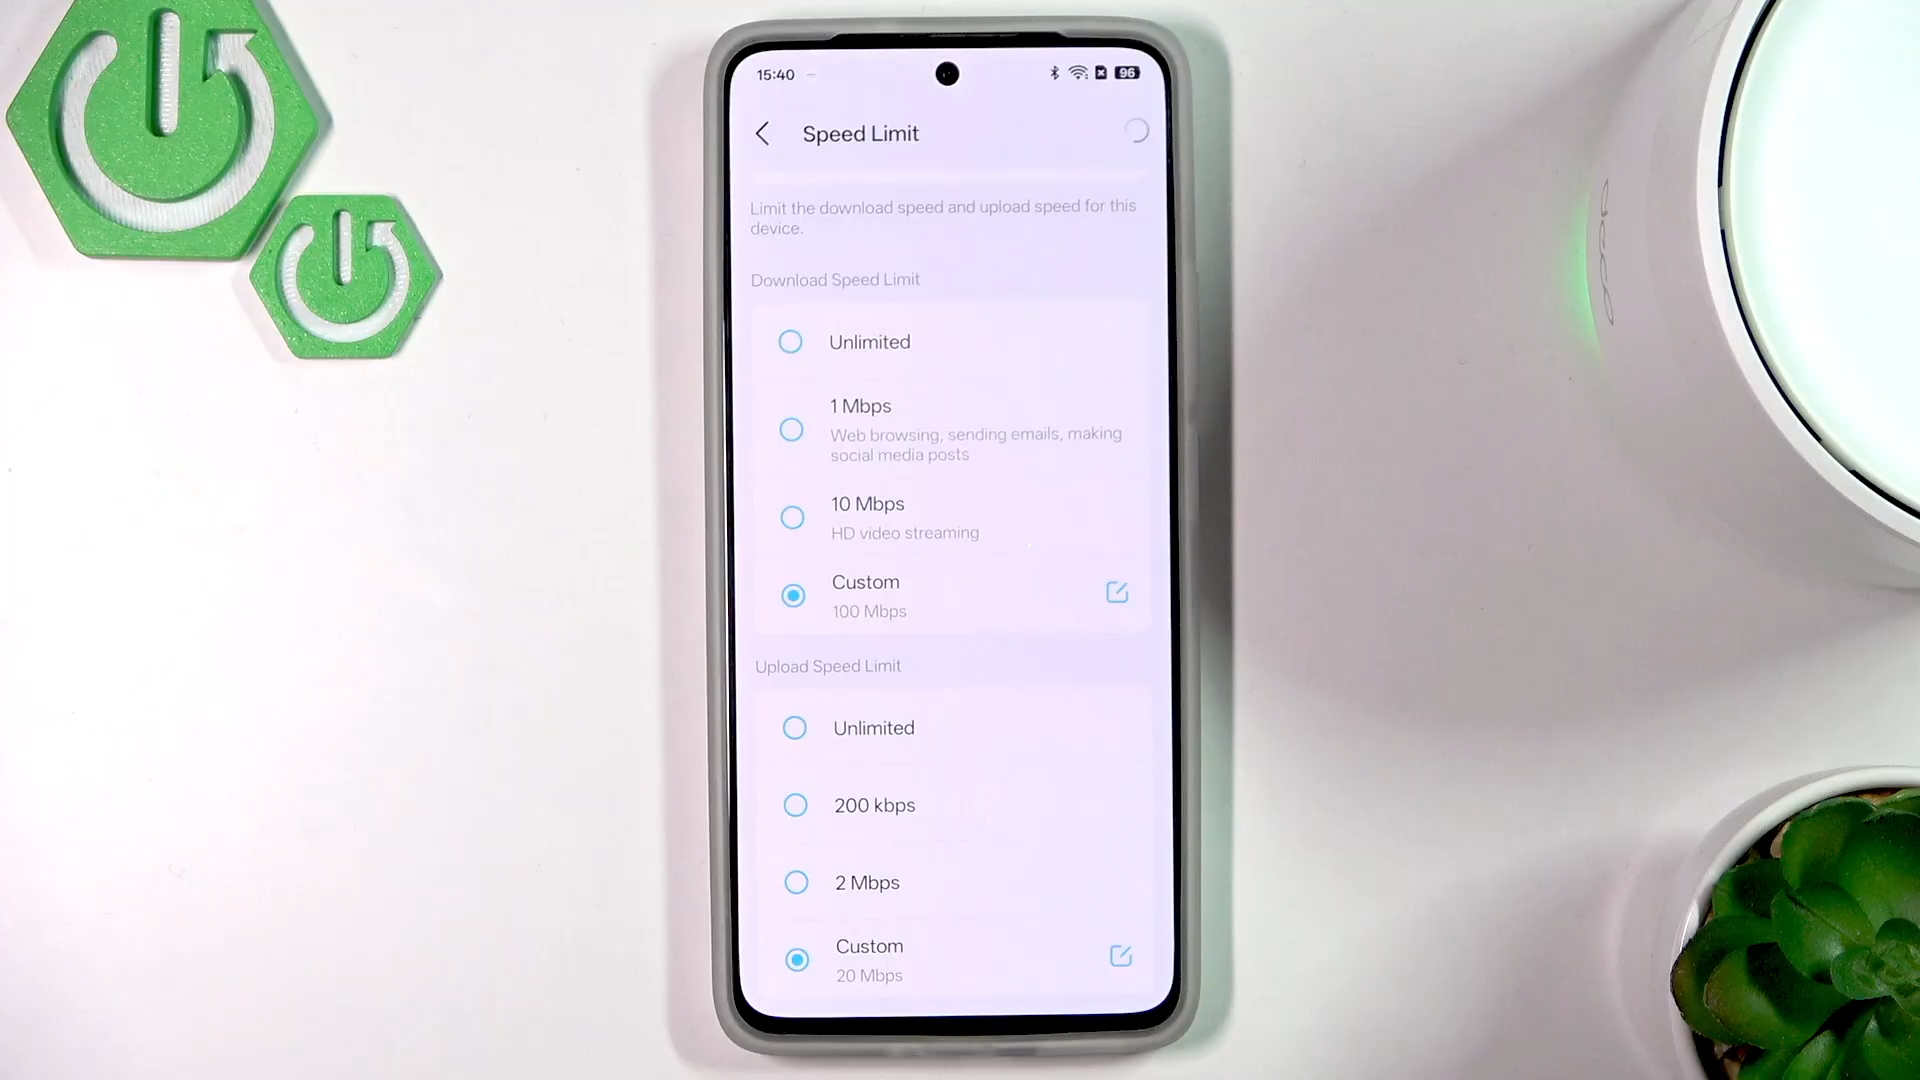 15:40
96
Speed Limit
Limit the download speed and upload speed for this
device.
Download Speed Limit
Unlimited
1 Mbps
Web browsing, sending emails, making
social media posts
10 Mbps
HD video streaming
Custom
100 Mbps
Upload Speed Limit
Unlimited
200 kbps
2 Mbps
Custom
20 Mbps